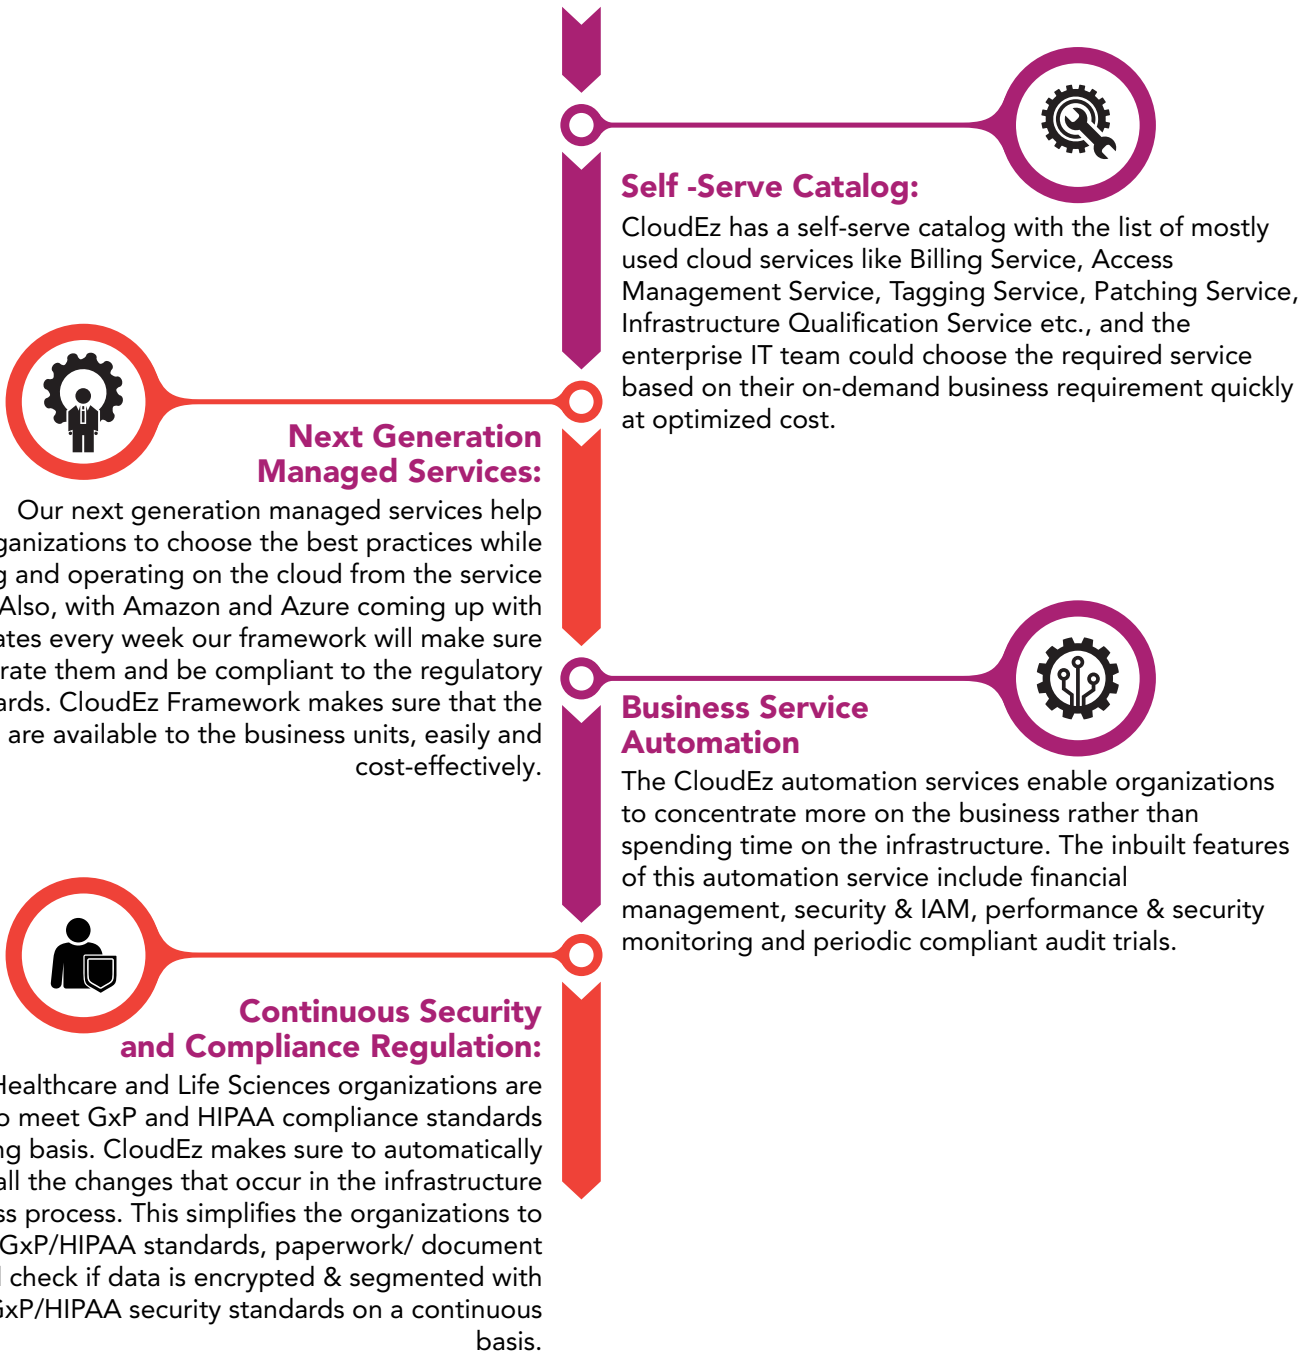 Self -Serve Catalog:
CloudEz has a self-serve catalog with the list of mostly
used cloud services like Billing Service, Access
Management Service, Tagging Service, Patching Service,
Infrastructure Qualification Service etc., and the
enterprise IT team could choose the required service
based on their on-demand business requirement quickly
at optimized cost.
Next Generation
Managed Services:
Our next generation managed services help
to choose the best practices while
and operating on the cloud from the service
Also, with Amazon and Azure coming up with
every week our framework will make sure
them and be compliant to the regulatory
CloudEz Framework makes sure that the
are available to the business units, easily and
cost-effectively.
Business Service
Automation
The CloudEz automation services enable organizations
to concentrate more on the business rather than
spending time on the infrastructure. The inbuilt features
of this automation service include financial
management, security & IAM, performance & security
monitoring and periodic compliant audit trials.
Continuous Security
and Compliance Regulation:
Healthcare and Life Sciences organizations are
meet GxP and HIPAA compliance standards
basis. CloudEz makes sure to automatically
all the changes that occur in the infrastructure
process. This simplifies the organizations to
GxP/HIPAA standards, paperwork/ document
check if data is encrypted & segmented with
GxP/HIPAA security standards on a continuous
basis.